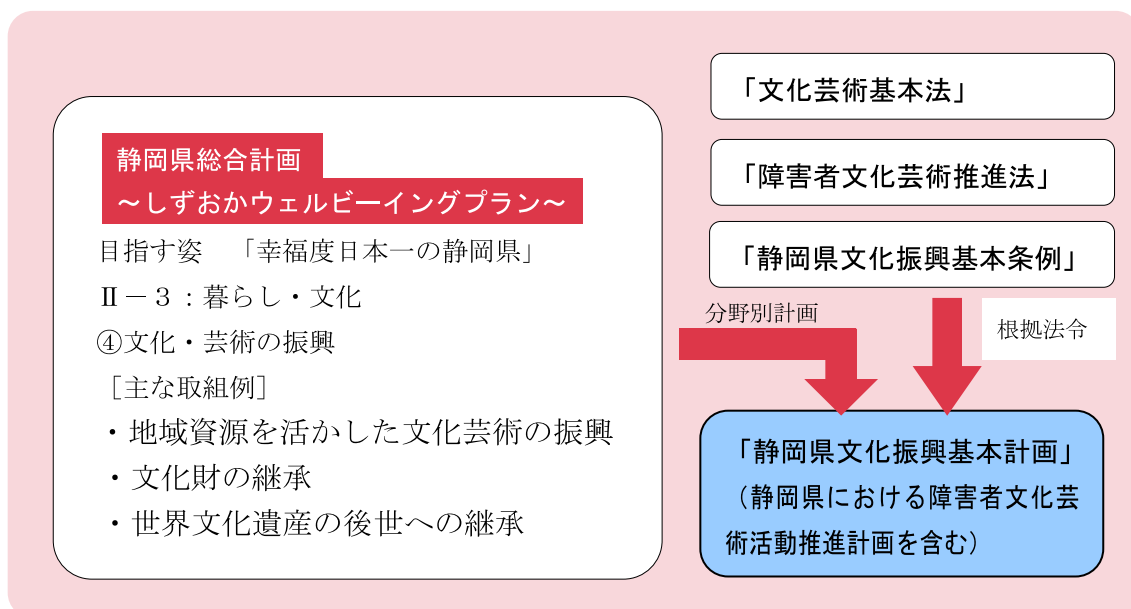 静岡県総合計画
～しずおかウェルビーイングプラン～
目指す姿　「幸福度日本一の静岡県」
Ⅱ－３：暮らし・文化
④文化・芸術の振興
［主な取組例］
・地域資源を活かした文化芸術の振興
・文化財の継承
・世界文化遺産の後世への継承
「文化芸術基本法」
「障害者文化芸術推進法」
「静岡県文化振興基本条例」
分野別計画
根拠法令
「静岡県文化振興基本計画」
（静岡県における障害者文化芸
術活動推進計画を含む）